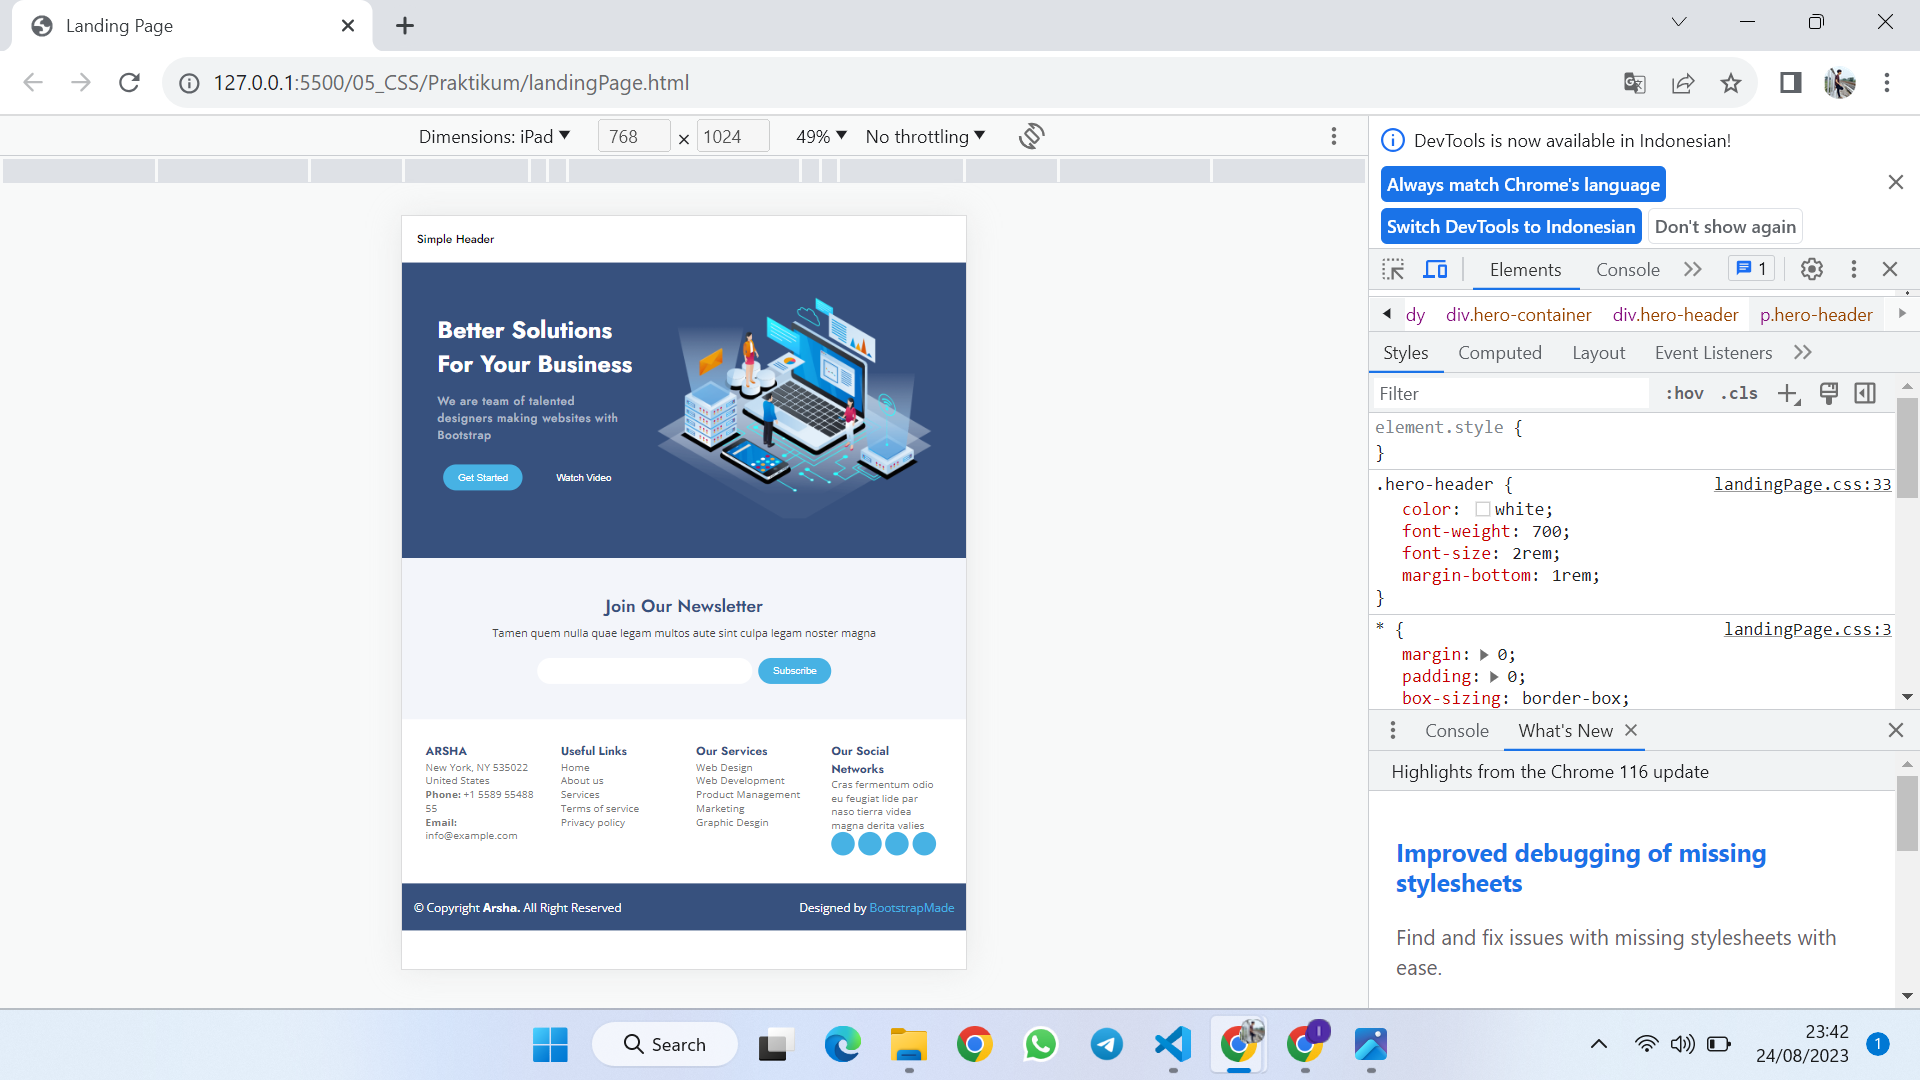 Landing Page
127.0.0.1:5500/05_CSS/Praktikum/landingPage.html
Dimensions: iPad ▼ 768 × 1024 49% ▼ No throttling ▼
Simple Header
Better Solutions
For Your Business
We are team of talented
designers making websites with
Bootstrap
Get Started Watch Video
Join Our Newsletter
Tamen quem nulla quae legam multos aute sint culpa legam noster magna
Subscribe
ARSHA
New York, NY 535022
United States
Phone: +1 5589 55488
55
Email:
info@example.com
Useful Links
Home
About us
Services
Terms of service
Privacy policy
Our Services
Web Design
Web Development
Product Management
Marketing
Graphic Desgin
Our Social
Networks
Cras fermentum odio
eu feugiat lide par
naso tierra videa
magna derita valies
© Copyright Arsha. All Right Reserved Designed by BootstrapMade
DevTools is now available in Indonesian!
Always match Chrome's language
Switch DevTools to Indonesian Don't show again
Elements Console 1
dy div.hero-container div.hero-header p.hero-header
Styles Computed Layout Event Listeners
Filter :hov .cls
element.style {
}
.hero-header { landingPage.css:33
color: white;
font-weight: 700;
font-size: 2rem;
margin-bottom: 1rem;
}
* { landingPage.css:3
margin: 0;
padding: 0;
box-sizing: border-box;
Console What's New
Highlights from the Chrome 116 update
Improved debugging of missing
stylesheets
Find and fix issues with missing stylesheets with
ease.
Search
23:42
24/08/2023
1